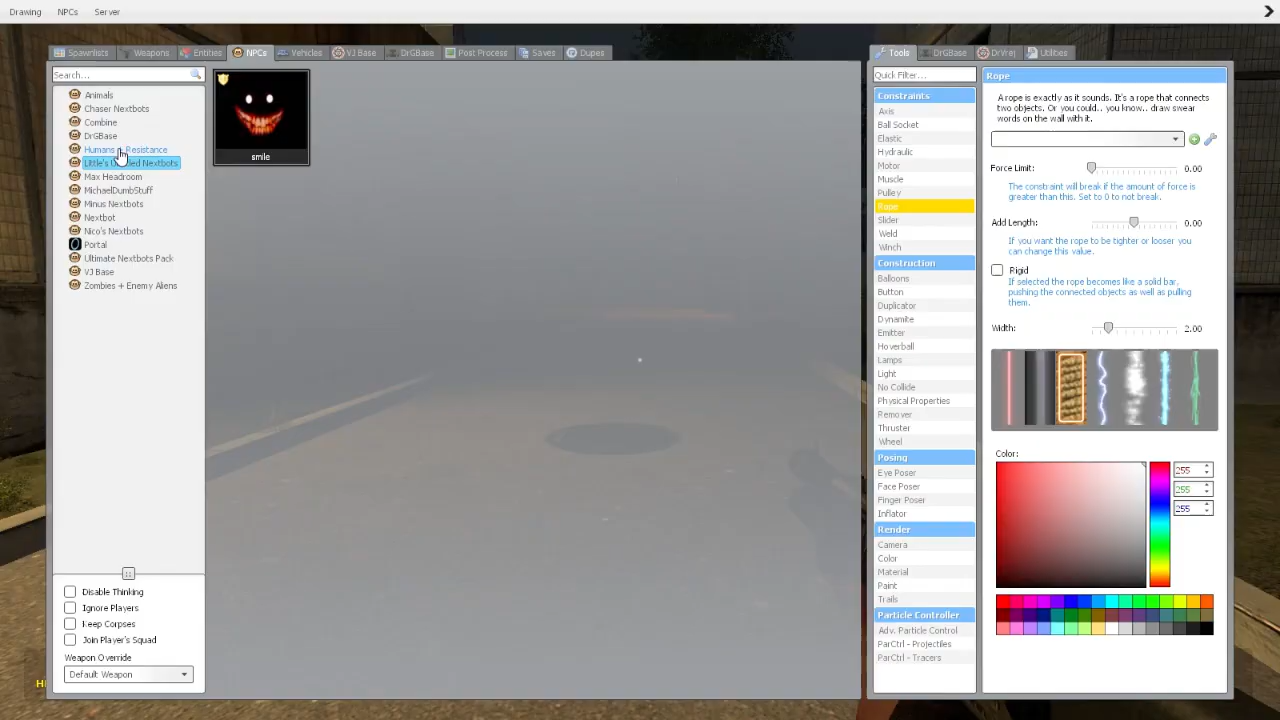 Drawing NPCs Server
Spawnlists Weapons Entities NPCs Vehicles VJ Base DrGBase Post Process Saves Dupes
Search...
Animals
Chaser Nextbots
Combine
DrGBase
Humans + Resistance
Little's Nextbots
Max Headroom
MichaelDumbStuff
Minus Nextbots
Nextbot
Nico's Nextbots
Portal
Ultimate Nextbots Pack
VJ Base
Zombies + Enemy Aliens
smile
Disable Thinking
Ignore Players
Keep Corpses
Join Player's Squad
Weapon Override
Default Weapon
Tools DrGBase DrVrej Utilities
Quick Filter...
Constraints
Axis
Ball Socket
Elastic
Hydraulic
Motor
Muscle
Pulley
Rope
Slider
Weld
Winch
Construction
Balloons
Button
Duplicator
Dynamite
Emitter
Hoverball
Lamps
Light
No Collide
Physical Properties
Remover
Thruster
Wheel
Posing
Eye Poser
Face Poser
Finger Poser
Inflator
Render
Camera
Color
Material
Paint
Trails
Particle Controller
Adv. Particle Control
ParCtrl - Projectiles
ParCtrl - Tracers
Rope
A rope is exactly as it sounds. It's a rope that connects
two objects. Or you could.. you know.. draw swear
words on the wall with it.
Force Limit: 0.00
The constraint will break if the amount of force is
greater than this. Set to 0 to not break.
Add Length: 0.00
If you want the rope to be tighter or looser you
can change this value.
Rigid
If selected the rope becomes like a solid bar,
pushing the connected objects as well as pulling
them.
Width: 2.00
Color:
255
255
255